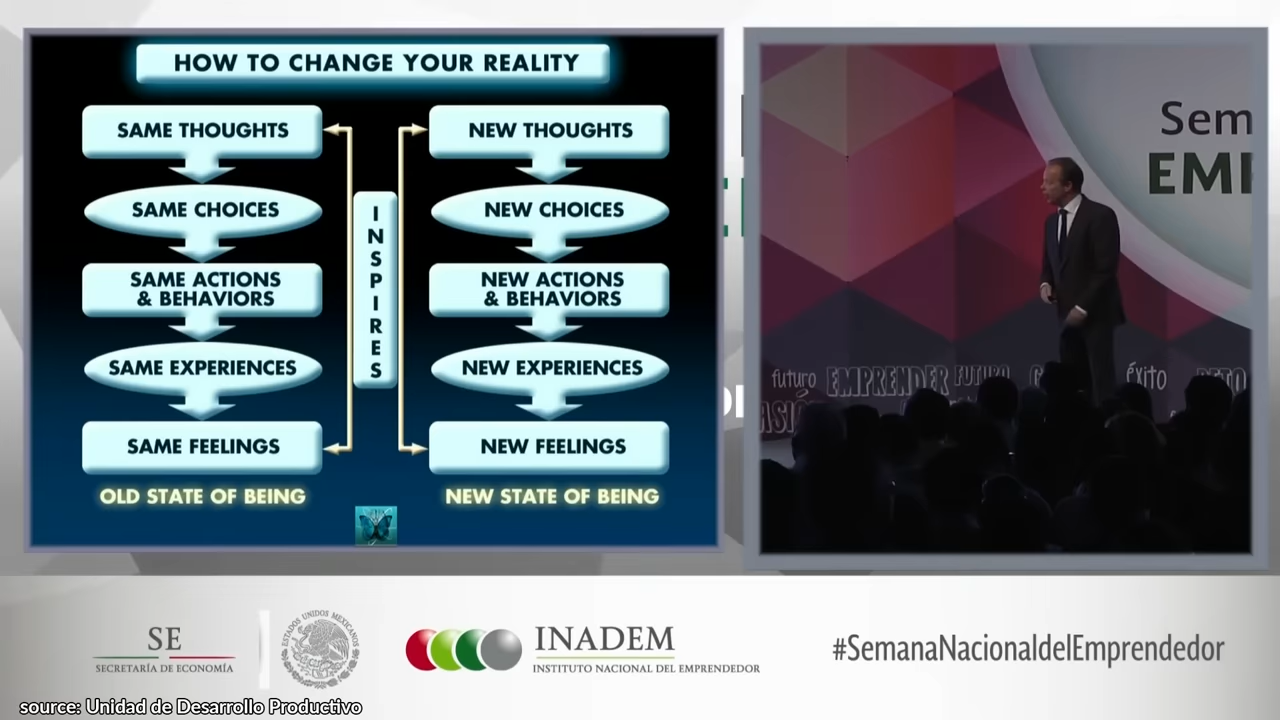 HOW TO CHANGE YOUR REALITY
SAME THOUGHTS
SAME CHOICES
SAME ACTIONS
& BEHAVIORS
SAME EXPERIENCES
SAME FEELINGS
OLD STATE OF BEING
INSPIRES
NEW THOUGHTS
NEW CHOICES
NEW ACTIONS
& BEHAVIORS
NEW EXPERIENCES
NEW FEELINGS
NEW STATE OF BEING
Sem
EMP
futuro
EMPRENDER
FUTURO
éxito
RETO
SE
SECRETARÍA DE ECONOMÍA
ESTADOS UNIDOS MEXICANOS
INADEM
INSTITUTO NACIONAL DEL EMPRENDEDOR
#SemanaNacionaldelEmprendedor
source: Unidad de Desarrollo Productivo